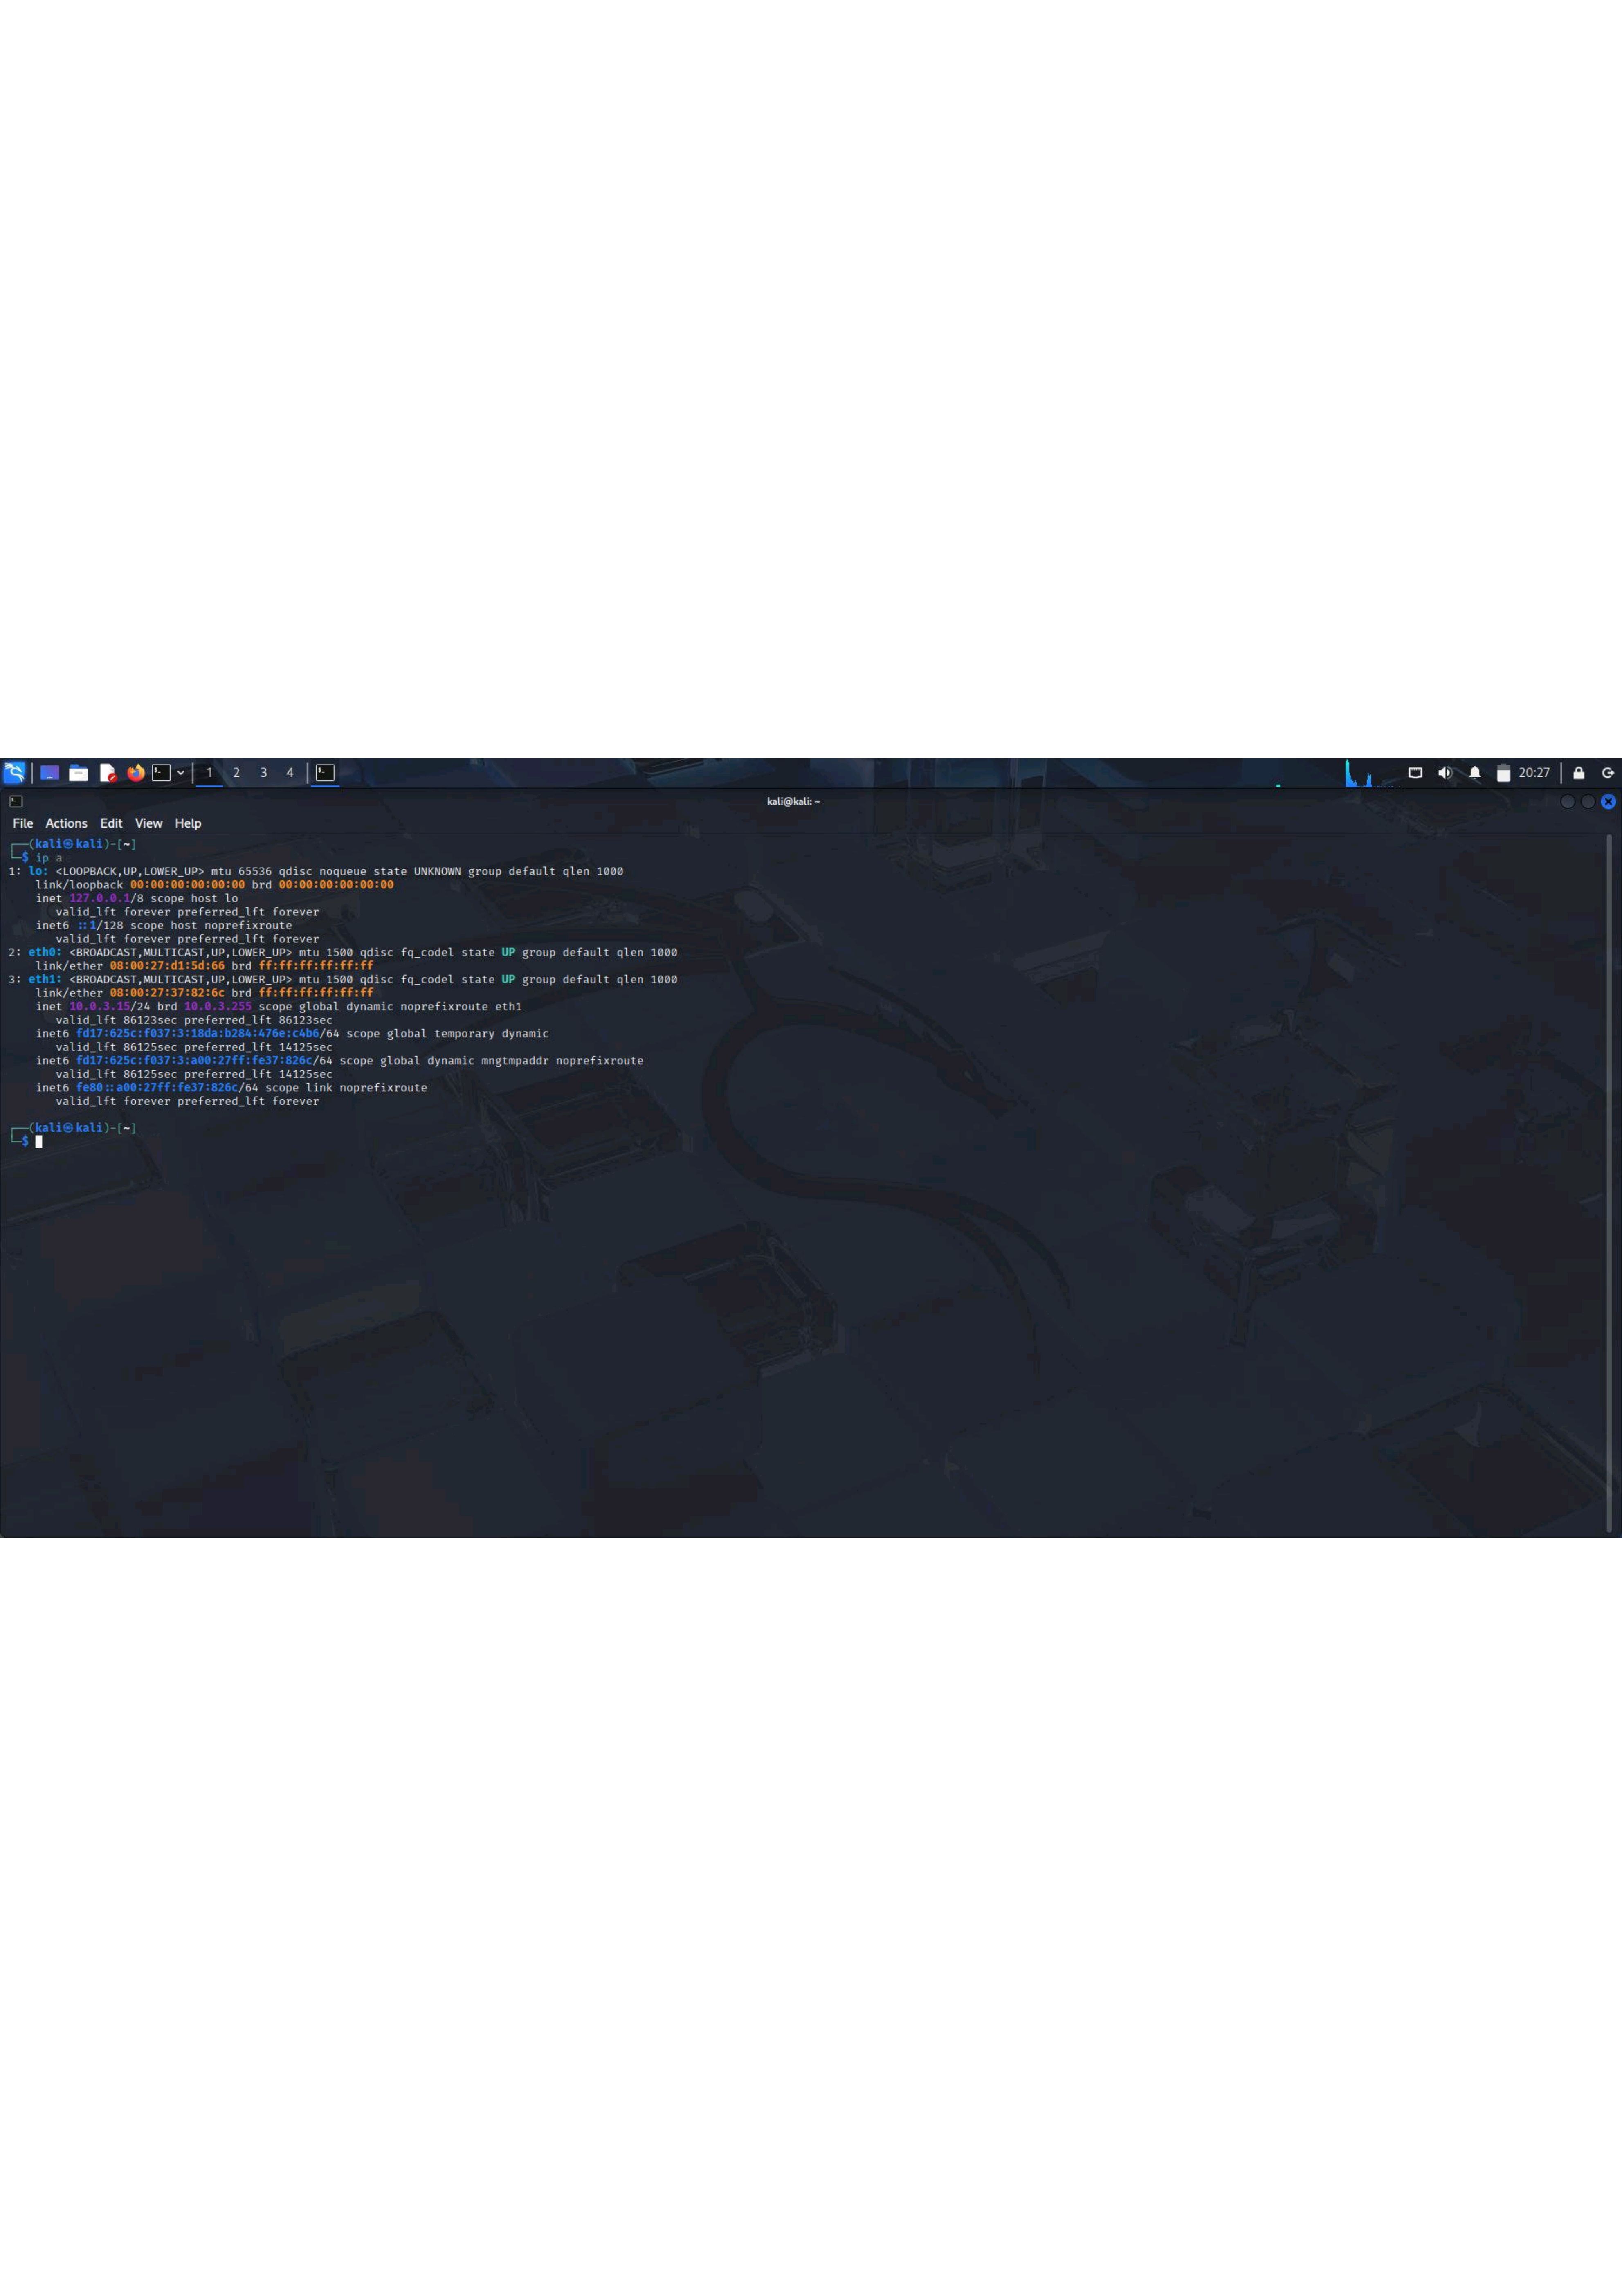 1 2 3 4 20:27
kali@kali: ~
File Actions Edit View Help
┌──(kali㉿kali)-[~]
└─$ ip a
1: lo: <LOOPBACK,UP,LOWER_UP> mtu 65536 qdisc noqueue state UNKNOWN group default qlen 1000
link/loopback 00:00:00:00:00:00 brd 00:00:00:00:00:00
inet 127.0.0.1/8 scope host lo
valid_lft forever preferred_lft forever
inet6 ::1/128 scope host noprefixroute
valid_lft forever preferred_lft forever
2: eth0: <BROADCAST,MULTICAST,UP,LOWER_UP> mtu 1500 qdisc fq_codel state UP group default qlen 1000
link/ether 08:00:27:d1:5d:66 brd ff:ff:ff:ff:ff:ff
3: eth1: <BROADCAST,MULTICAST,UP,LOWER_UP> mtu 1500 qdisc fq_codel state UP group default qlen 1000
link/ether 08:00:27:37:82:6c brd ff:ff:ff:ff:ff:ff
inet 10.0.3.15/24 brd 10.0.3.255 scope global dynamic noprefixroute eth1
valid_lft 86123sec preferred_lft 86123sec
inet6 fd17:625c:f037:3:18da:b284:476e:c4b6/64 scope global temporary dynamic
valid_lft 86125sec preferred_lft 14125sec
inet6 fd17:625c:f037:3:a00:27ff:fe37:826c/64 scope global dynamic mngtmpaddr noprefixroute
valid_lft 86125sec preferred_lft 14125sec
inet6 fe80::a00:27ff:fe37:826c/64 scope link noprefixroute
valid_lft forever preferred_lft forever
┌──(kali㉿kali)-[~]
└─$